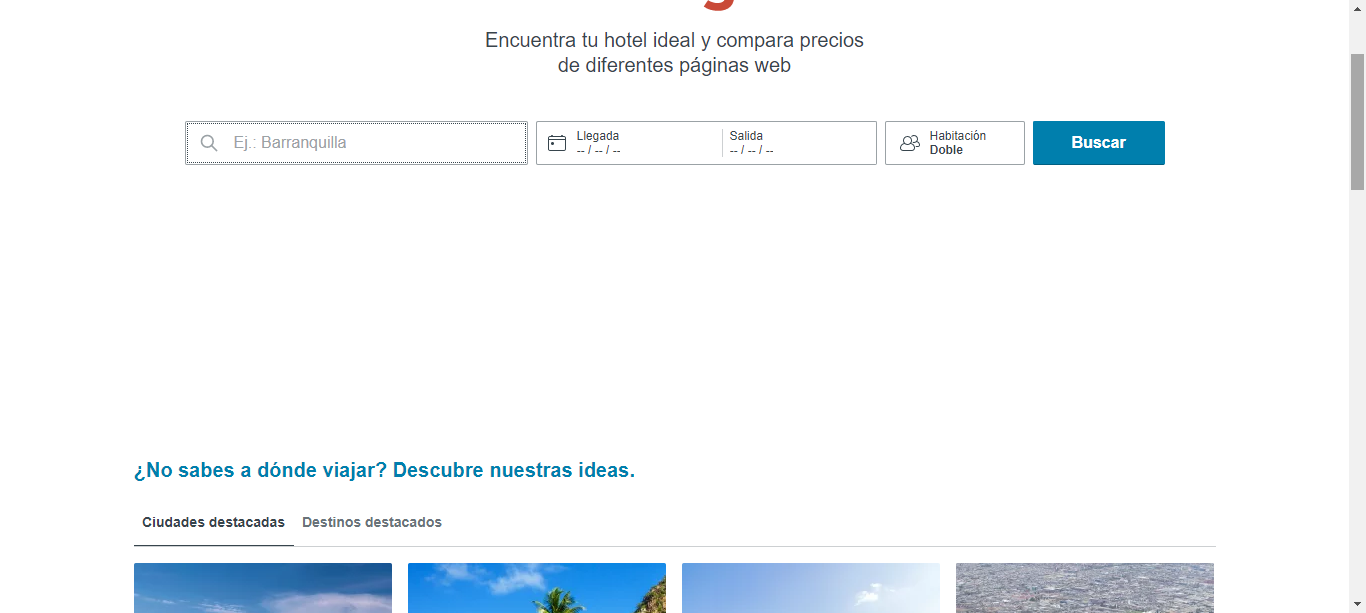 Encuentra tu hotel ideal y compara precios
de diferentes páginas web
Ej.: Barranquilla
Llegada
-- / -- / --
Salida
-- / -- / --
Habitación
Doble
Buscar
¿No sabes a dónde viajar? Descubre nuestras ideas.
Ciudades destacadas
Destinos destacados